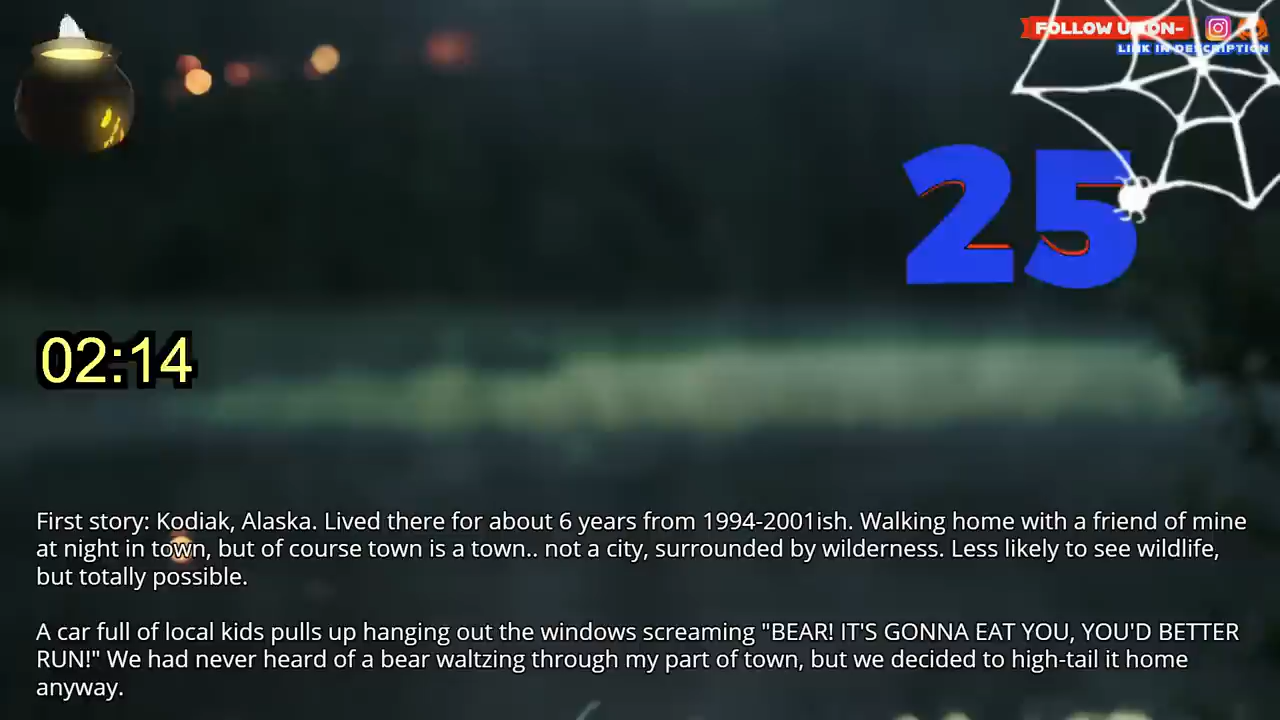 FOLLOW US ON-
LINK IN DESCRIPTION
25
02:14
First story: Kodiak, Alaska. Lived there for about 6 years from 1994-2001ish. Walking home with a friend of mine
at night in town, but of course town is a town.. not a city, surrounded by wilderness. Less likely to see wildlife,
but totally possible.
A car full of local kids pulls up hanging out the windows screaming "BEAR! IT'S GONNA EAT YOU, YOU'D BETTER
RUN!" We had never heard of a bear waltzing through my part of town, but we decided to high-tail it home
anyway.